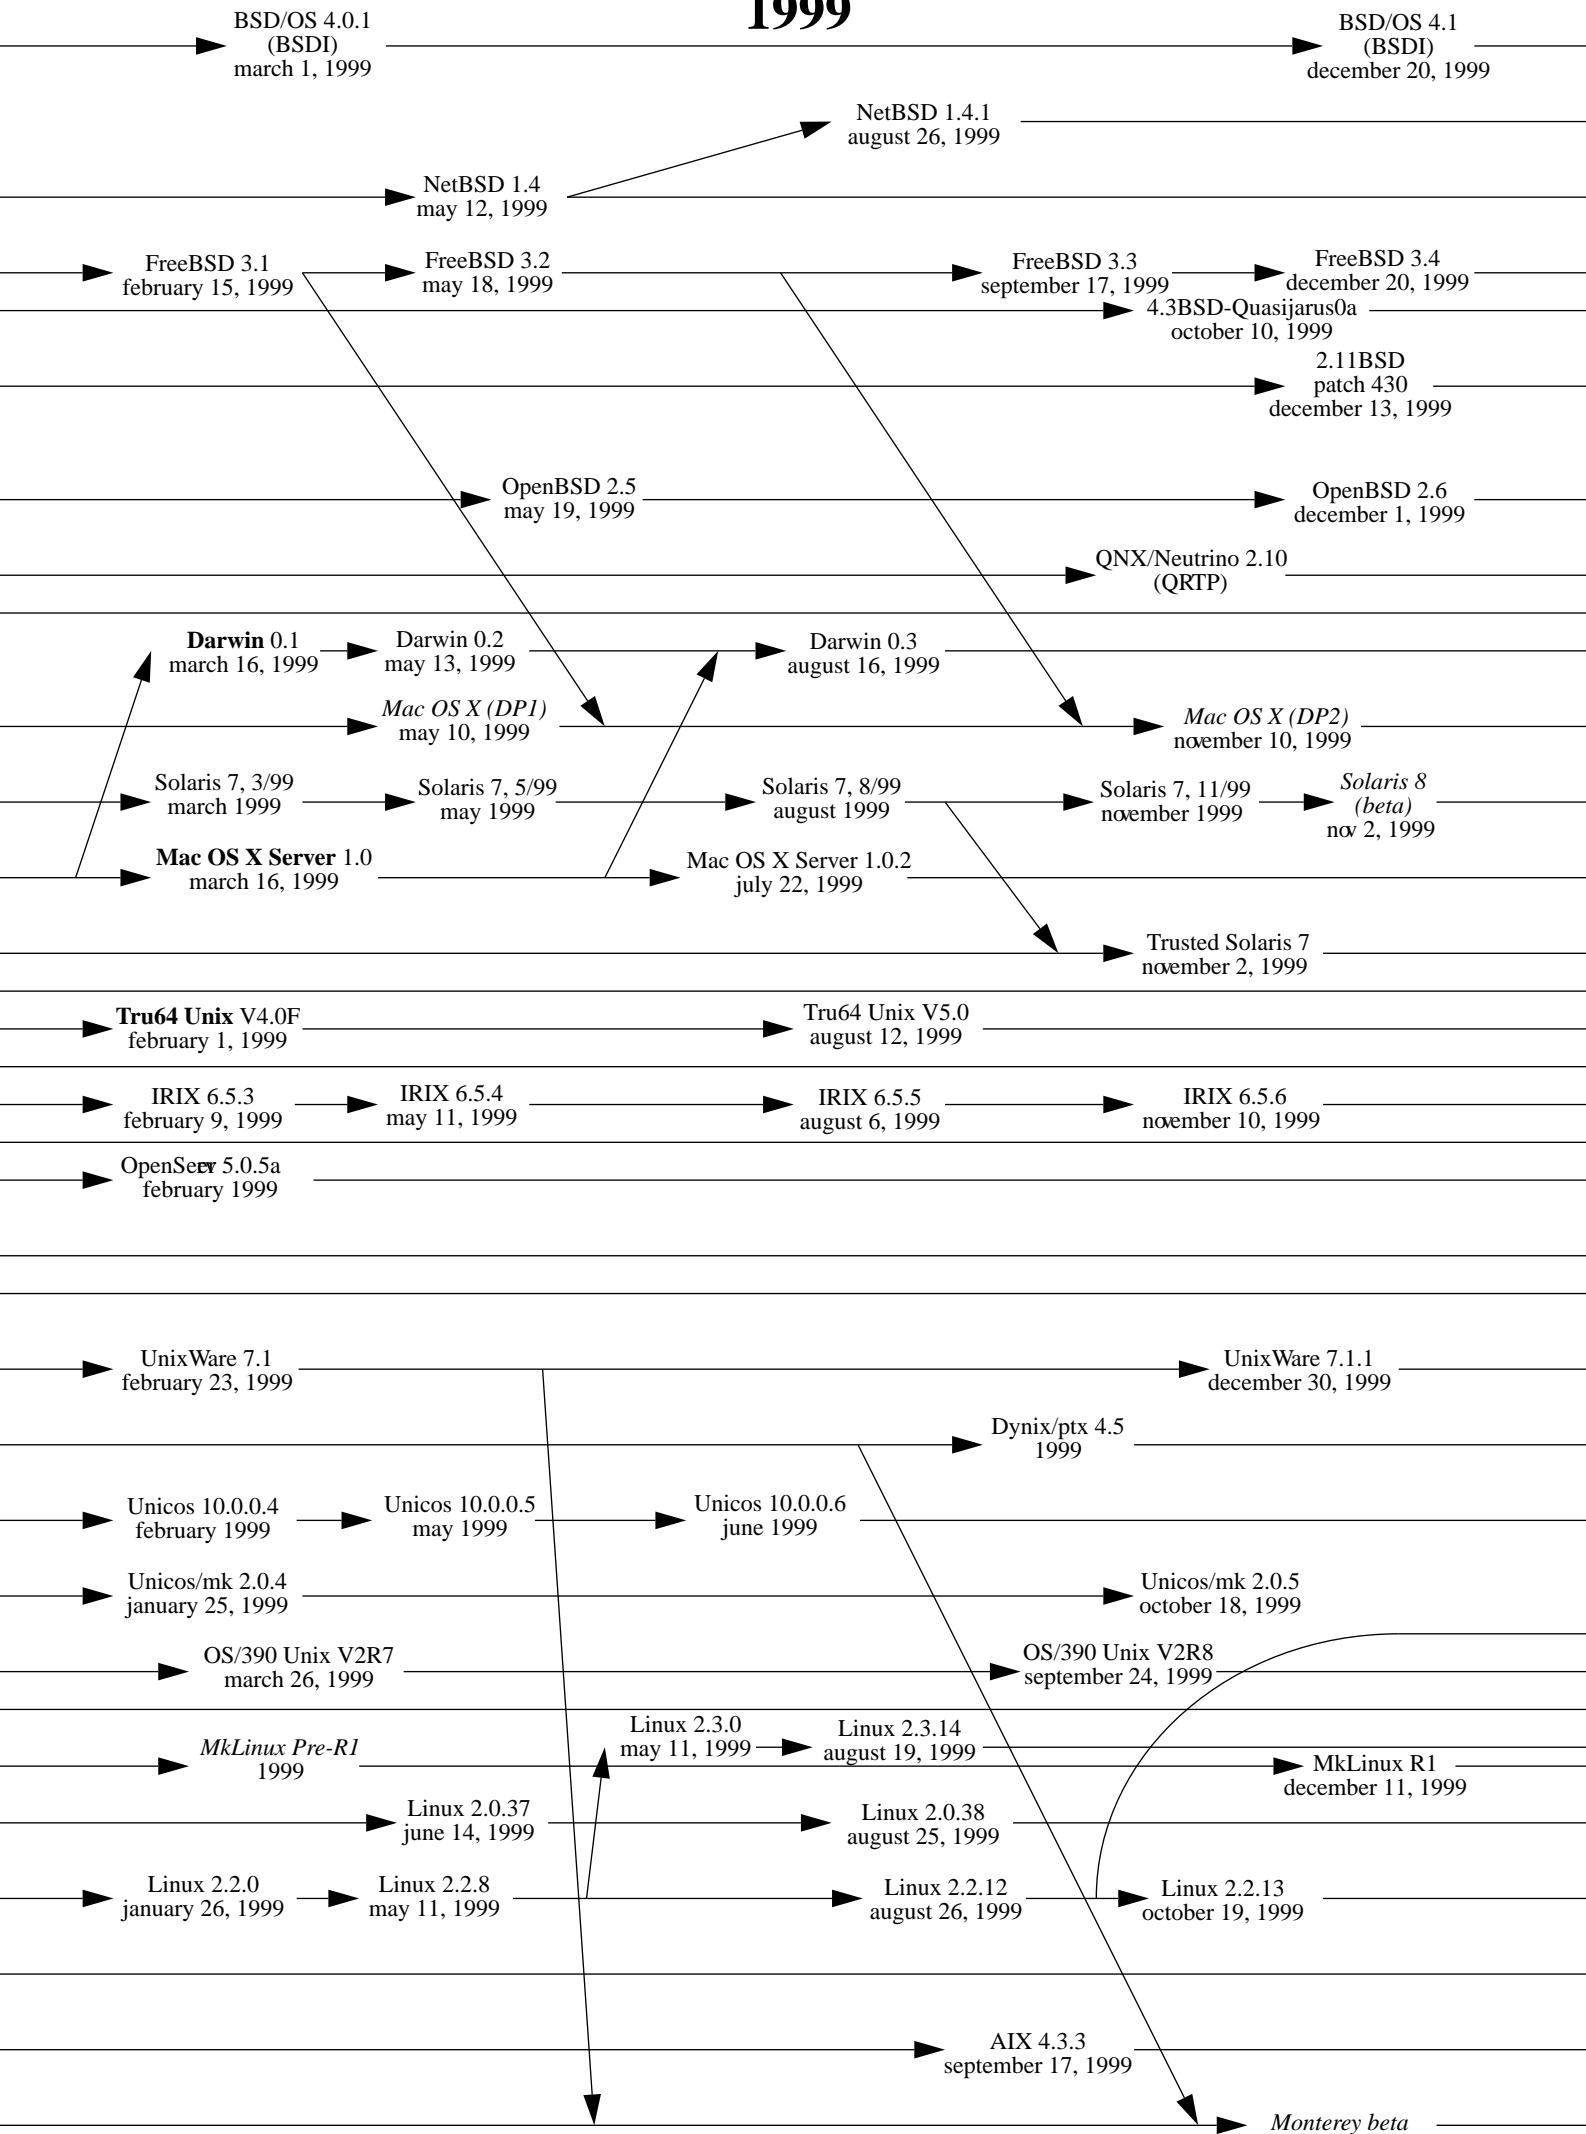 1999
BSD/OS 4.0.1
(BSDI)
march 1, 1999
BSD/OS 4.1
(BSDI)
december 20, 1999
NetBSD 1.4.1
august 26, 1999
NetBSD 1.4
may 12, 1999
FreeBSD 3.1
february 15, 1999
FreeBSD 3.2
may 18, 1999
FreeBSD 3.3
september 17, 1999
FreeBSD 3.4
december 20, 1999
4.3BSD-Quasijarus0a
october 10, 1999
2.11BSD
patch 430
december 13, 1999
OpenBSD 2.5
may 19, 1999
OpenBSD 2.6
december 1, 1999
QNX/Neutrino 2.10
(QRTP)
Darwin 0.1
march 16, 1999
Darwin 0.2
may 13, 1999
Darwin 0.3
august 16, 1999
Mac OS X (DP1)
may 10, 1999
Mac OS X (DP2)
november 10, 1999
Solaris 7, 3/99
march 1999
Solaris 7, 5/99
may 1999
Solaris 7, 8/99
august 1999
Solaris 7, 11/99
november 1999
Solaris 8
(beta)
nov 2, 1999
Mac OS X Server 1.0
march 16, 1999
Mac OS X Server 1.0.2
july 22, 1999
Trusted Solaris 7
november 2, 1999
Tru64 Unix V4.0F
february 1, 1999
Tru64 Unix V5.0
august 12, 1999
IRIX 6.5.3
february 9, 1999
IRIX 6.5.4
may 11, 1999
IRIX 6.5.5
august 6, 1999
IRIX 6.5.6
november 10, 1999
OpenServer 5.0.5a
february 1999
UnixWare 7.1
february 23, 1999
UnixWare 7.1.1
december 30, 1999
Dynix/ptx 4.5
1999
Unicos 10.0.0.4
february 1999
Unicos 10.0.0.5
may 1999
Unicos 10.0.0.6
june 1999
Unicos/mk 2.0.4
january 25, 1999
Unicos/mk 2.0.5
october 18, 1999
OS/390 Unix V2R7
march 26, 1999
OS/390 Unix V2R8
september 24, 1999
Linux 2.3.0
may 11, 1999
Linux 2.3.14
august 19, 1999
MkLinux Pre-R1
1999
MkLinux R1
december 11, 1999
Linux 2.0.37
june 14, 1999
Linux 2.0.38
august 25, 1999
Linux 2.2.0
january 26, 1999
Linux 2.2.8
may 11, 1999
Linux 2.2.12
august 26, 1999
Linux 2.2.13
october 19, 1999
AIX 4.3.3
september 17, 1999
Monterey beta